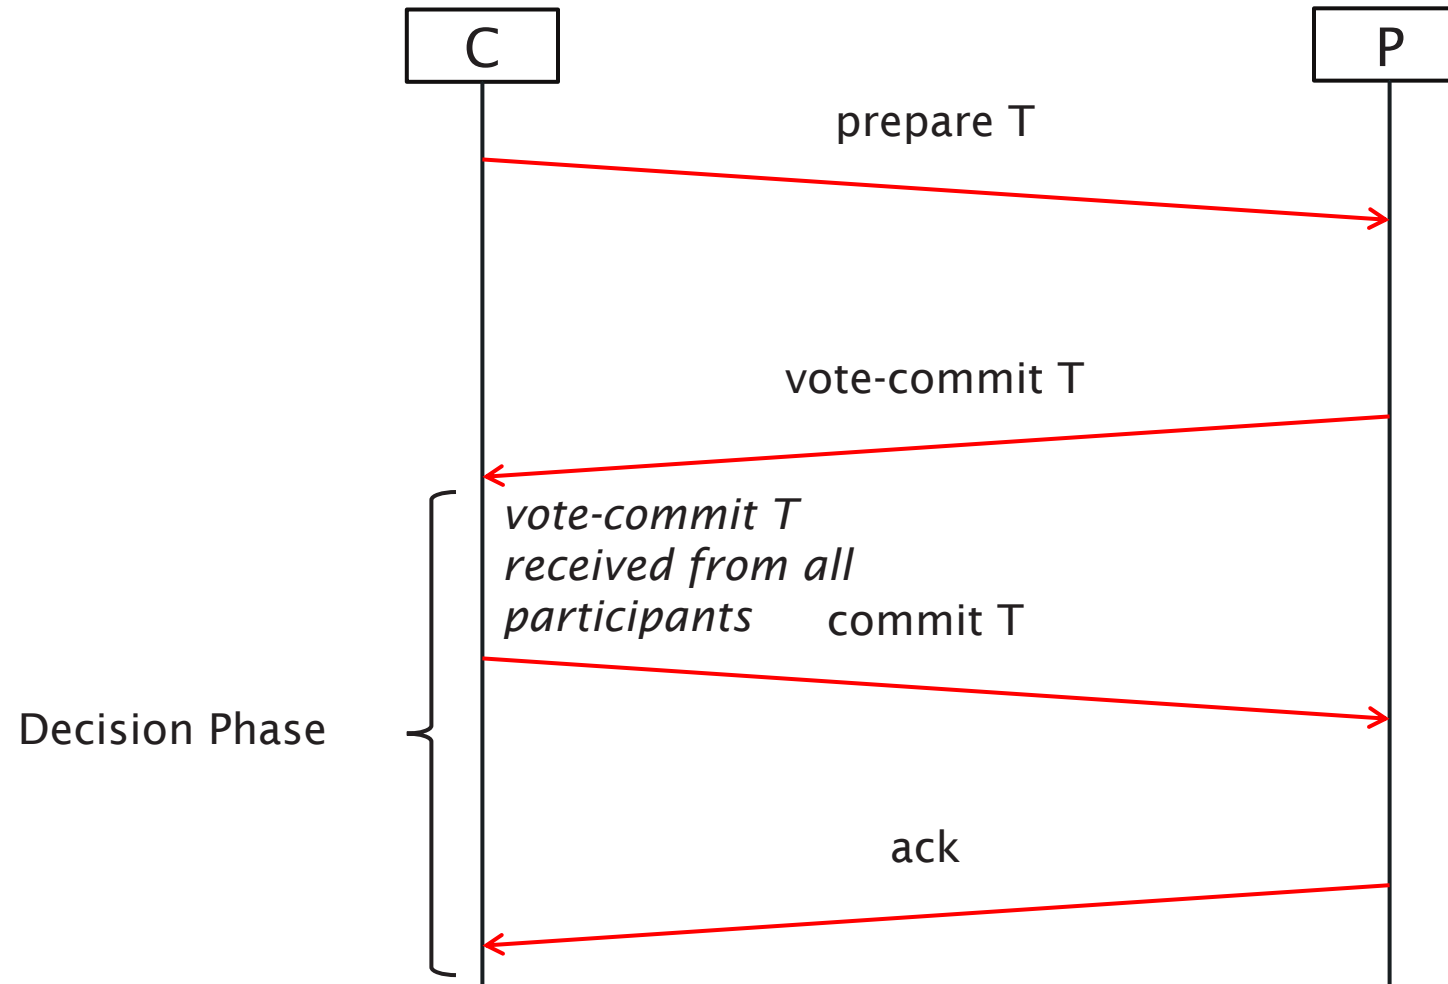 C
P
prepare T
vote-commit T
vote-commit T
received from all
participants
commit T
Decision Phase
ack